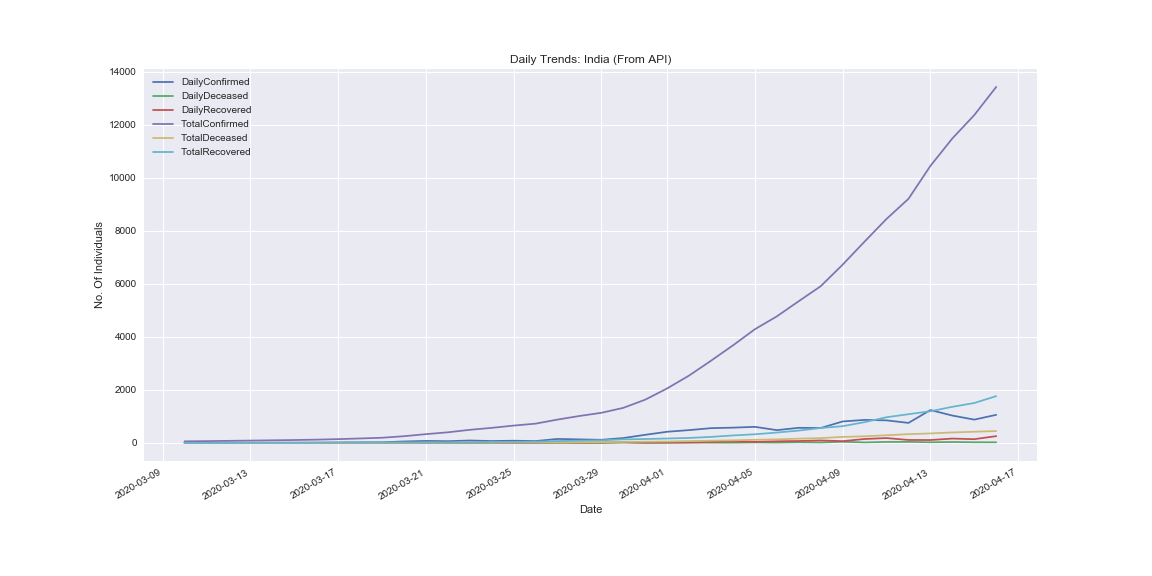 Daily Trends: India (From API)
14000
12000
10000
8000
6000
4000
2000
0
No. Of Individuals
DailyConfirmed
DailyDeceased
DailyRecovered
TotalConfirmed
TotalDeceased
TotalRecovered
2020-03-09
2020-03-13
2020-03-17
2020-03-21
2020-03-25
2020-03-29
2020-04-01
2020-04-05
2020-04-09
2020-04-13
2020-04-17
Date